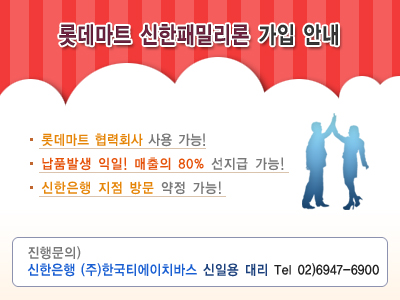 롯데마트 신한패밀리론 가입 안내
롯데마트 협력회사 사용 가능!
납품발생 익일! 매출의 80% 선지급 가능!
신한은행 지점 방문 약정 가능!
진행문의)
신한은행 (주)한국티에이치바스 신일용 대리 Tel 02)6947-6900